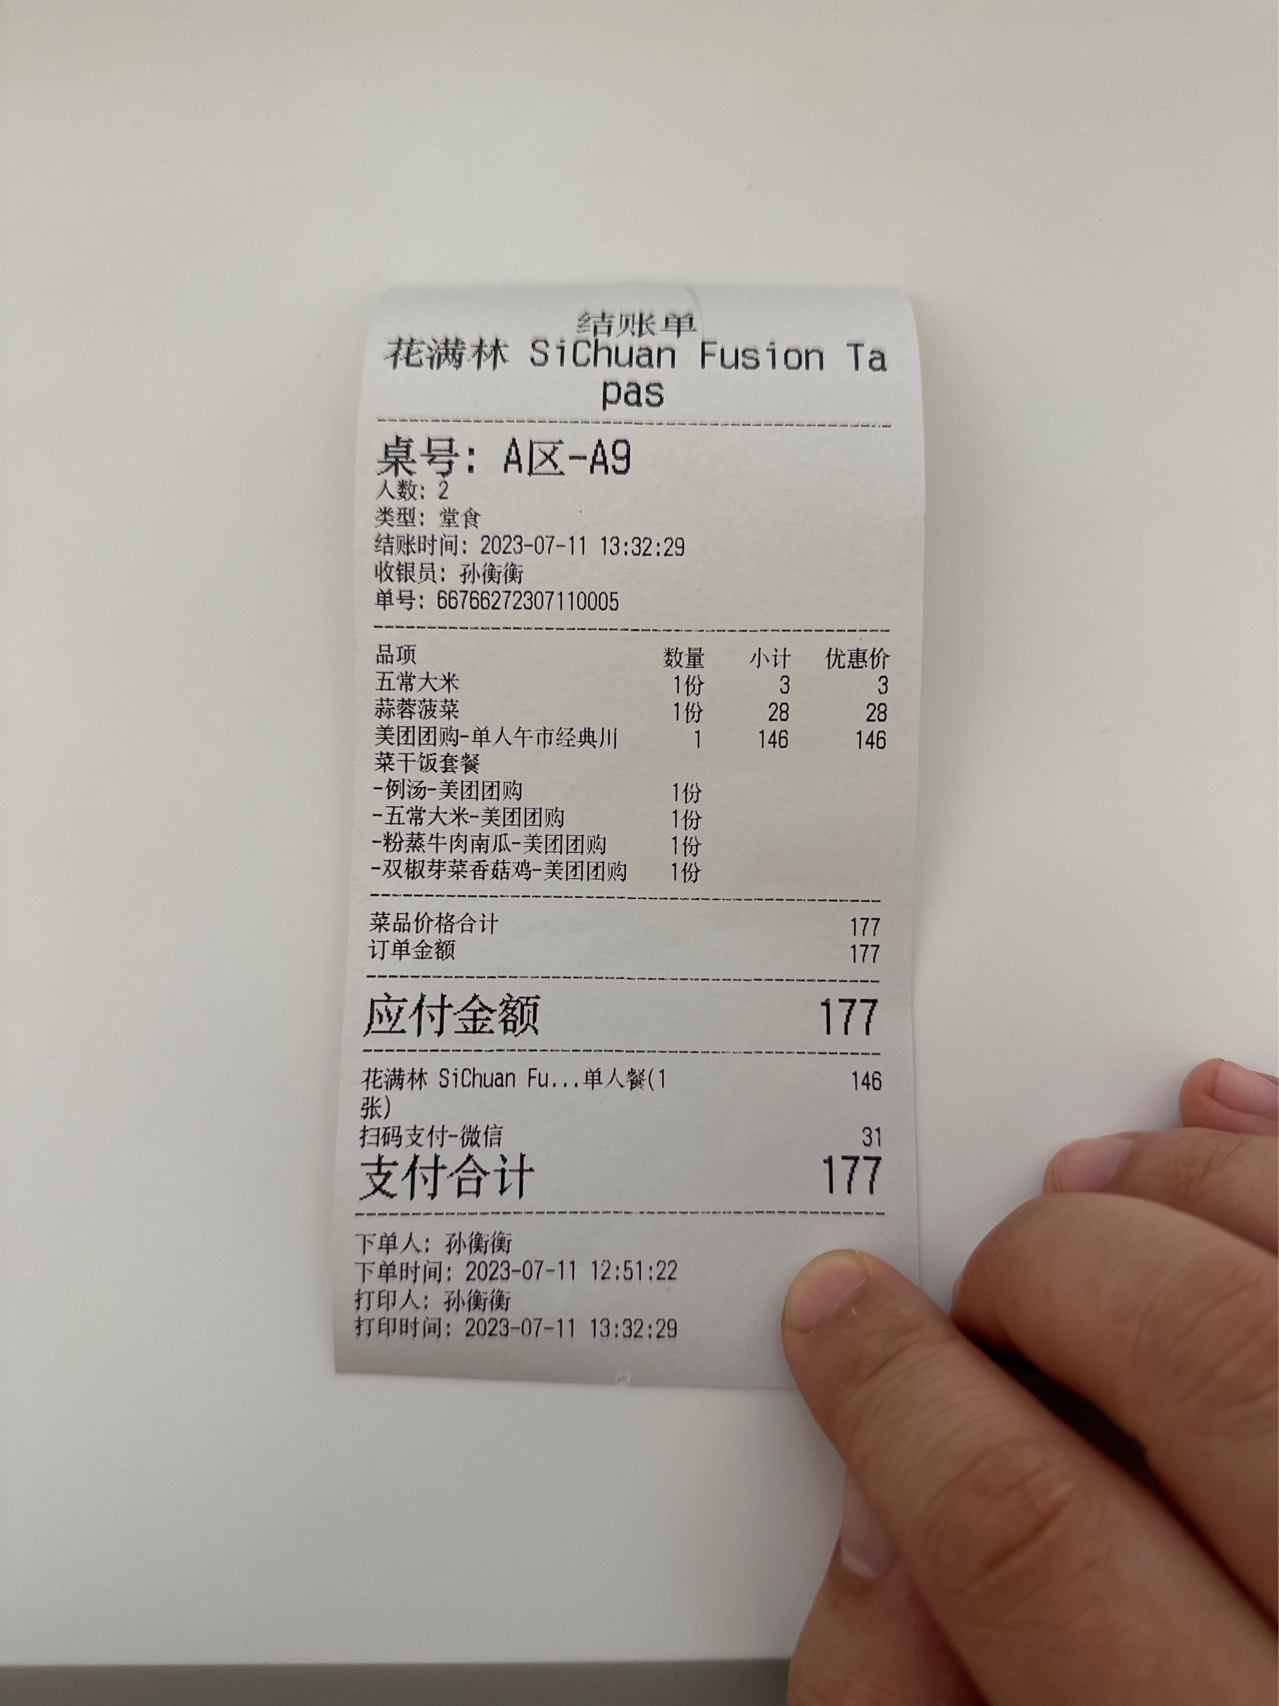 结账单
花满林 SiChuan Fusion Ta
pas
桌号: A区-A9
人数: 2
类型: 堂食
结账时间: 2023-07-11 13:32:29
收银员: 孙衡衡
单号: 66766272307110005
品项 数量 小计 优惠价
五常大米 1份 3 3
蒜蓉菠菜 1份 28 28
美团团购-单人午市经典川 1 146 146
菜干饭套餐
-例汤-美团团购 1份
-五常大米-美团团购 1份
-粉蒸牛肉南瓜-美团团购 1份
-双椒芽菜香菇鸡-美团团购 1份
菜品价格合计 177
订单金额 177
应付金额 177
花满林 SiChuan Fu...单人餐(1 146
张)
扫码支付-微信 31
支付合计 177
下单人: 孙衡衡
下单时间: 2023-07-11 12:51:22
打印人: 孙衡衡
打印时间: 2023-07-11 13:32:29